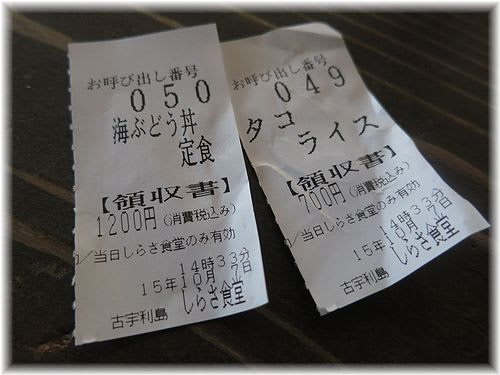 お呼び出し番号
050
海ぶどう丼
定食
【領収書】
1200円(消費税込み)
/当日しらさ食堂のみ有効
14時33分
15年10月 7日
しらさ食堂
古宇利島
お呼び出し番号
049
タコ
ライス
【領収書】
700円(消費税込み)
/当日しらさ食堂のみ有効
14時33分
15年10月 7日
しらさ食堂
古宇利島